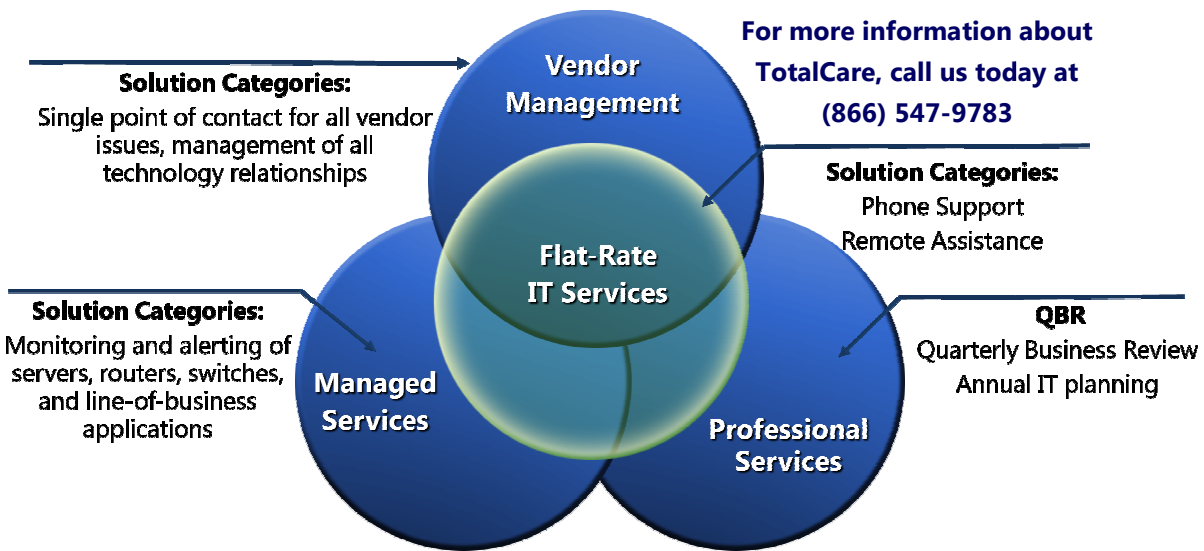 For more information about
TotalCare, call us today at
(866) 547-9783
Vendor
Management
Solution Categories:
Single point of contact for all vendor
issues, management of all
technology relationships
Solution Categories:
Phone Support
Remote Assistance
Flat-Rate
IT Services
Solution Categories:
Monitoring and alerting of
servers, routers, switches,
and line-of-business
applications
Managed
Services
QBR
Quarterly Business Review
Annual IT planning
Professional
Services